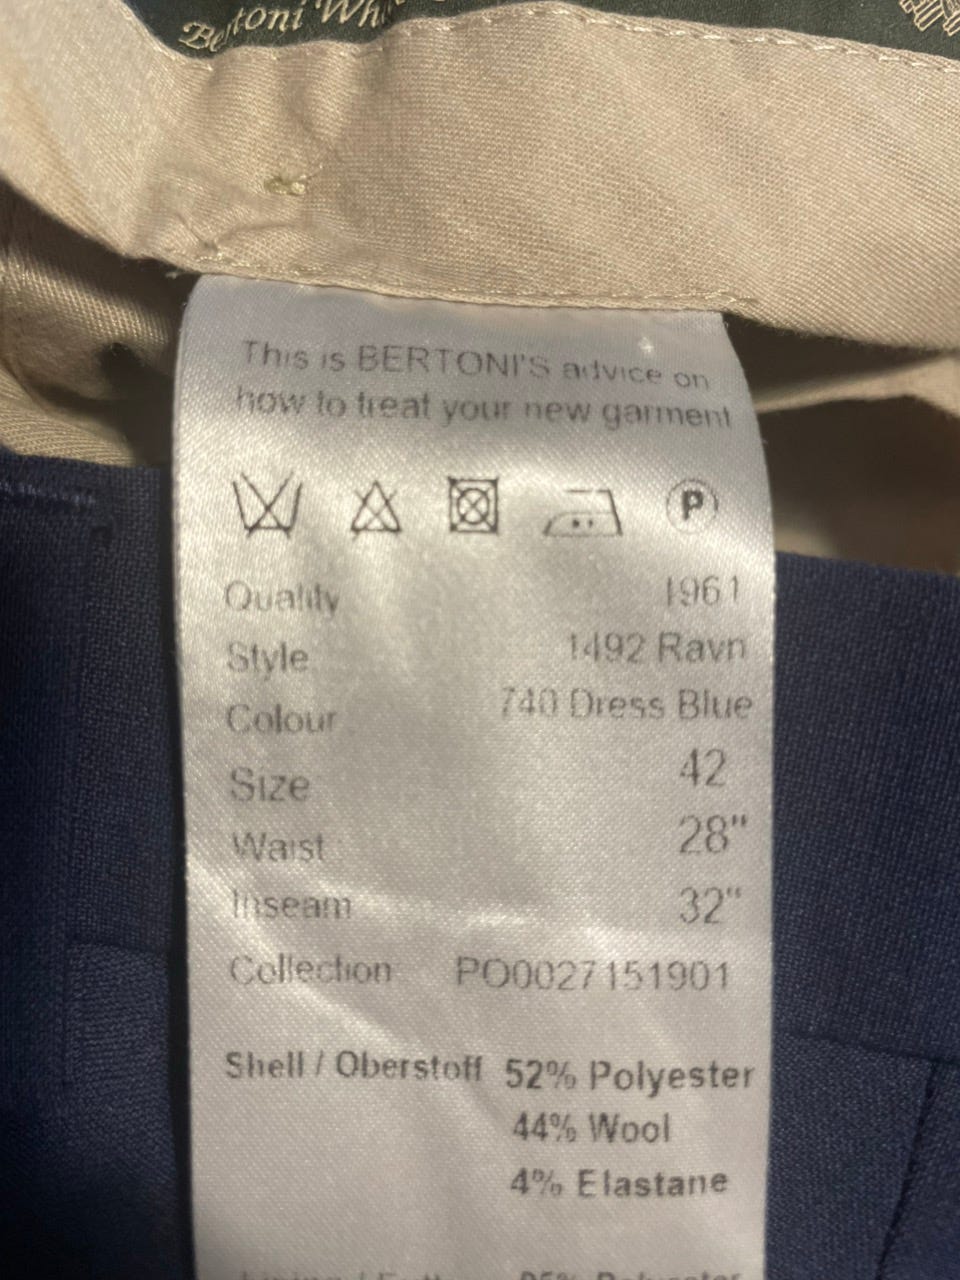 Bertoni
This is BERTONI'S advice on
how to treat your new garment
P
Quality 1961
Style 1492 Ravn
Colour 740 Dress Blue
Size 42
Waist 28"
Inseam 32"
Collection PO0027151901
Shell / Oberstoff 52% Polyester
44% Wool
4% Elastane